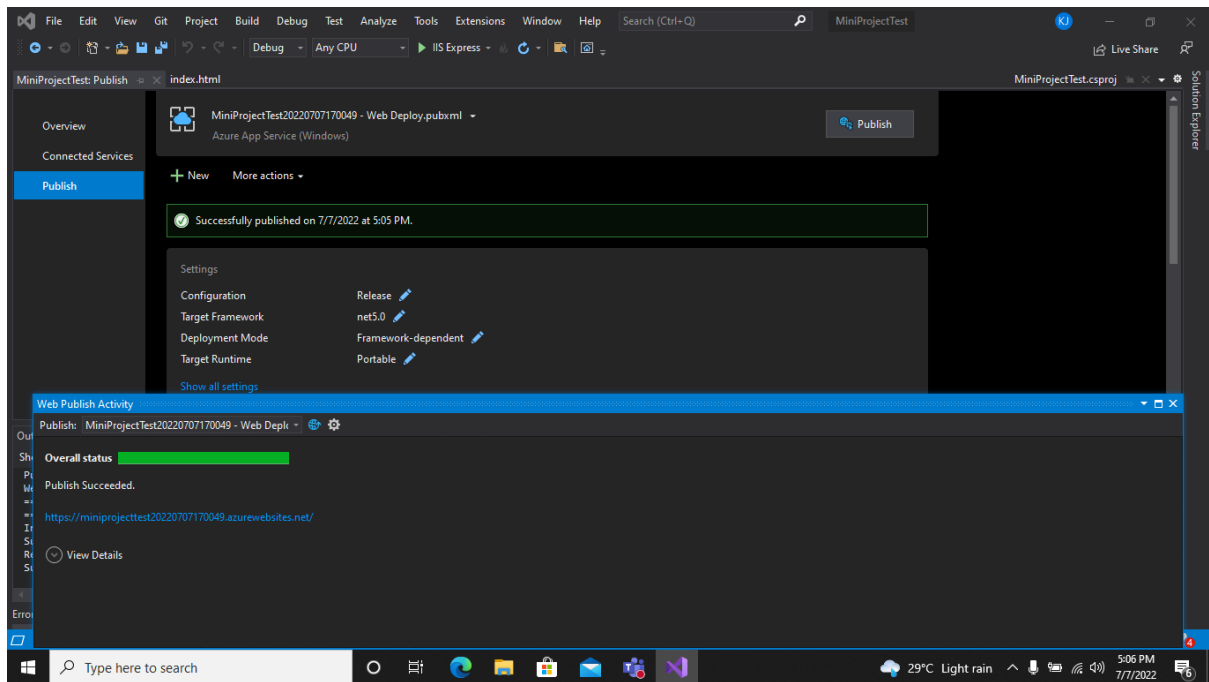 File Edit View Git Project Build Debug Test Analyze Tools Extensions Window Help Search (Ctrl+Q) MiniProjectTest KJ
Debug Any CPU IIS Express Live Share
MiniProjectTest: Publish index.html MiniProjectTest.csproj
Solution Explorer
Overview
Connected Services
Publish
MiniProjectTest20220707170049 - Web Deploy.pubxml
Azure App Service (Windows)
Publish
New More actions
Successfully published on 7/7/2022 at 5:05 PM.
Settings
Configuration Release
Target Framework net5.0
Deployment Mode Framework-dependent
Target Runtime Portable
Show all settings
Web Publish Activity
Publish: MiniProjectTest20220707170049 - Web Deplo
Overall status
Publish Succeeded.
https://miniprojecttest20220707170049.azurewebsites.net/
View Details
Type here to search
29°C Light rain
5:06 PM
7/7/2022
6
4